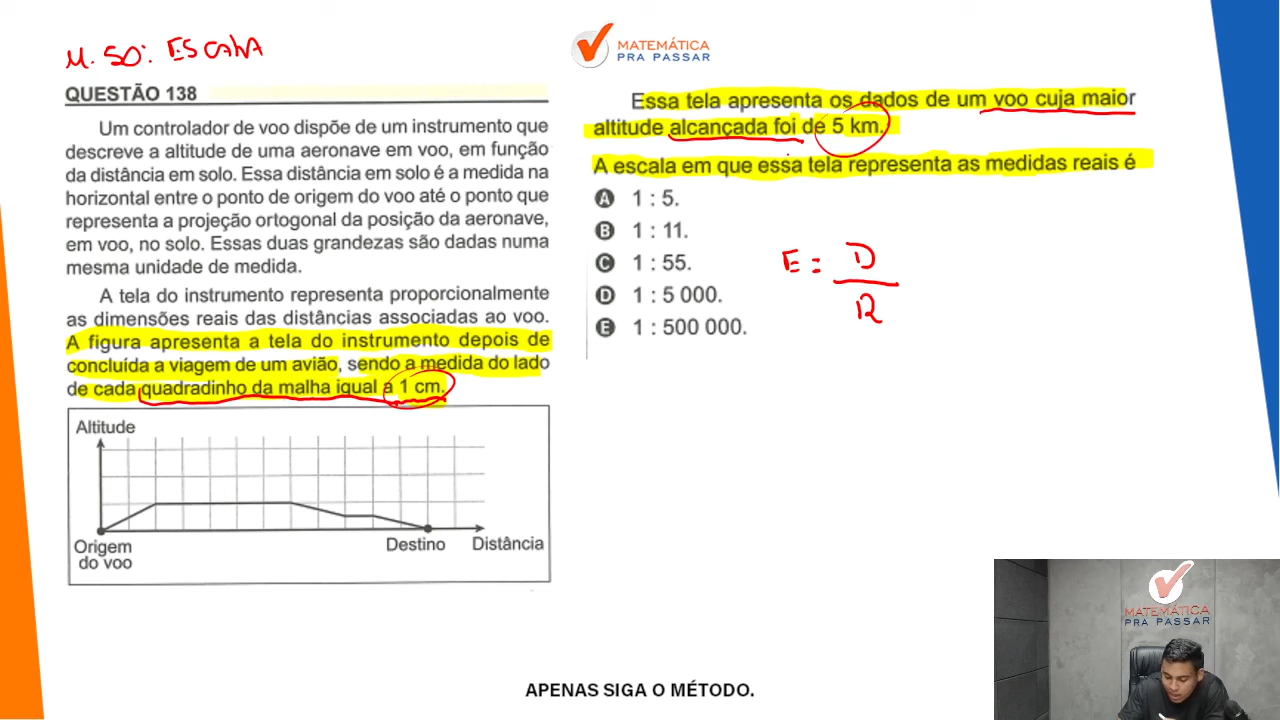 M. SO: ESCALA
MATEMÁTICA
PRA PASSAR
QUESTÃO 138
Um controlador de voo dispõe de um instrumento que
descreve a altitude de uma aeronave em voo, em função
da distância em solo. Essa distância em solo é a medida na
horizontal entre o ponto de origem do voo até o ponto que
representa a projeção ortogonal da posição da aeronave,
em voo, no solo. Essas duas grandezas são dadas numa
mesma unidade de medida.
A tela do instrumento representa proporcionalmente
as dimensões reais das distâncias associadas ao voo.
A figura apresenta a tela do instrumento depois de
concluída a viagem de um avião, sendo a medida do lado
de cada quadradinho da malha igual a 1 cm.
Altitude
Origem
do voo
Destino
Distância
Essa tela apresenta os dados de um voo cuja maior
altitude alcançada foi de 5 km.
A escala em que essa tela representa as medidas reais é
A 1 : 5.
B 1 : 11.
C 1 : 55.
D 1 : 5 000.
E 1 : 500 000.
E = D
R
MATEMÁTICA
PRA PASSAR
APENAS SIGA O MÉTODO.